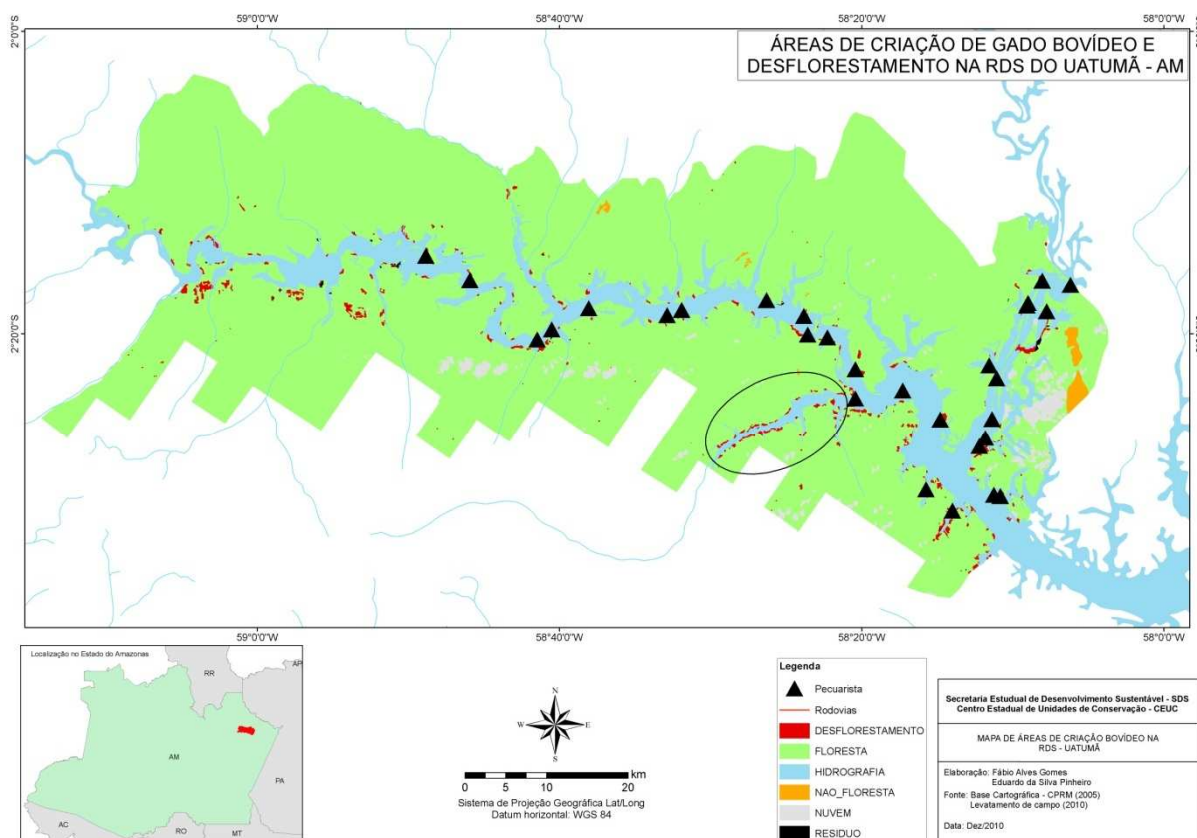 59°0'0"W
58°40'0"W
58°20'0"W
58°0'0"W
2°0'0"S
ÁREAS DE CRIAÇÃO DE GADO BOVÍDEO E
DESFLORESTAMENTO NA RDS DO UATUMÃ - AM
2°20'0"S
59°0'0"W
58°40'0"W
58°20'0"W
58°0'0"W
Localização no Estado do Amazonas
RR
AP
AM
PA
AC
RO
MT
N
W
E
S
km
0 5 10 20
Sistema de Projeção Geográfica Lat/Long
Datum horizontal: WGS 84
Legenda
Pecuarista
Rodovias
DESFLORESTAMENTO
FLORESTA
HIDROGRAFIA
NAO_FLORESTA
NUVEM
RESIDUO
Secretaria Estudual de Desenvolvimento Sustentável - SDS
Centro Estadual de Unidades de Conservação - CEUC
MAPA DE ÁREAS DE CRIAÇÃO BOVÍDEO NA
RDS - UATUMÃ
Elaboração: Fábio Alves Gomes
Eduardo da Silva Pinheiro
Fonte: Base Cartográfica - CPRM (2005)
Levatamento de campo (2010)
Data: Dez/2010